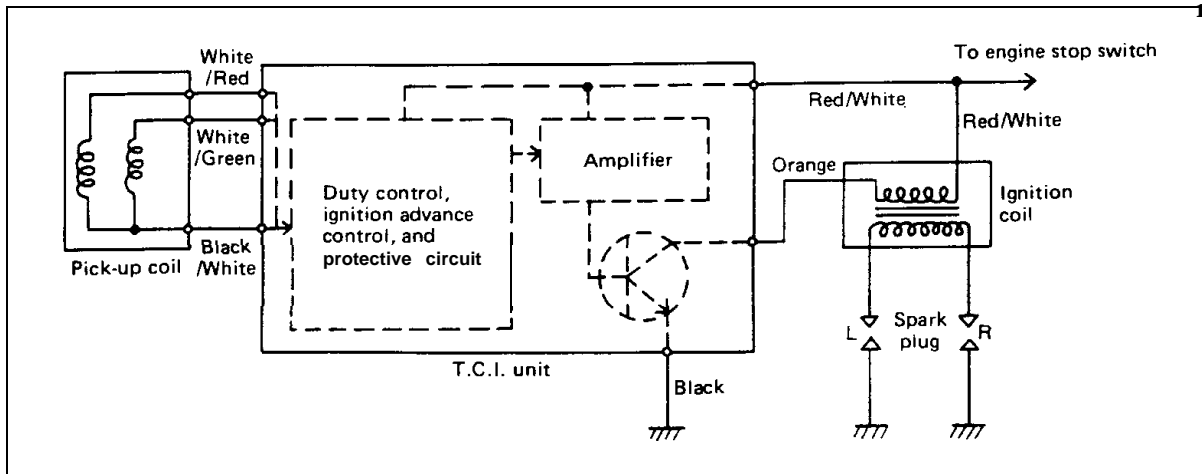 1
To engine stop switch
White
/Red
Red/White
White
/Green
Red/White
Amplifier
Orange
Duty control,
ignition advance
control, and
protective circuit
Ignition
coil
Black
/White
Pick-up coil
L
Spark
plug
R
T.C.I. unit
Black